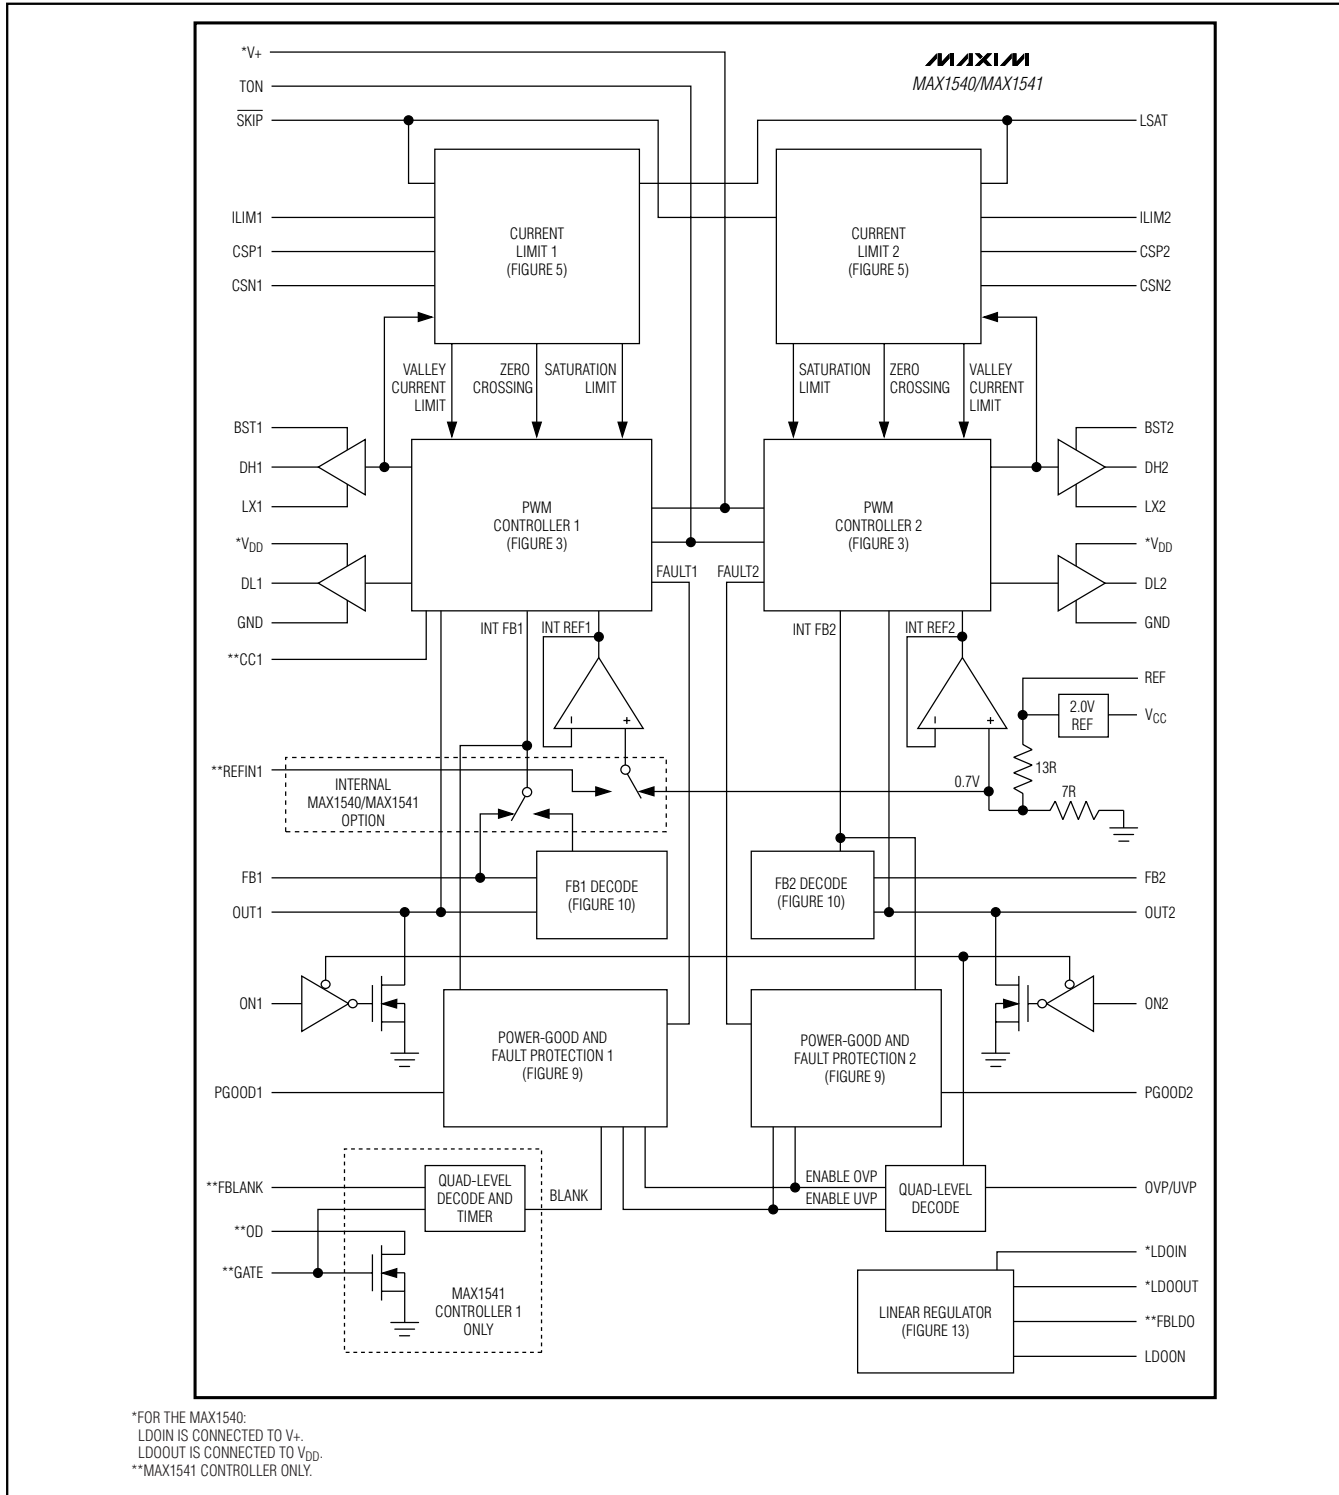 *V+
MAXIM
MAX1540/MAX1541
TON
SKIP
LSAT
CURRENT
LIMIT 1
(FIGURE 5)
CURRENT
LIMIT 2
(FIGURE 5)
ILIM1
CSP1
CSN1
ILIM2
CSP2
CSN2
VALLEY
CURRENT
LIMIT
ZERO
CROSSING
SATURATION
LIMIT
SATURATION
LIMIT
ZERO
CROSSING
VALLEY
CURRENT
LIMIT
BST1
DH1
LX1
*VDD
DL1
GND
**CC1
PWM
CONTROLLER 1
(FIGURE 3)
PWM
CONTROLLER 2
(FIGURE 3)
BST2
DH2
LX2
*VDD
DL2
GND
FAULT1
FAULT2
INT FB1
INT REF1
INT FB2
INT REF2
-
+
-
+
REF
2.0V
REF
VCC
13R
7R
0.7V
**REFIN1
INTERNAL
MAX1540/MAX1541
OPTION
FB1
OUT1
FB1 DECODE
(FIGURE 10)
FB2 DECODE
(FIGURE 10)
FB2
OUT2
ON1
ON2
POWER-GOOD AND
FAULT PROTECTION 1
(FIGURE 9)
POWER-GOOD AND
FAULT PROTECTION 2
(FIGURE 9)
PGOOD1
PGOOD2
**FBLANK
**OD
**GATE
QUAD-LEVEL
DECODE AND
TIMER
BLANK
MAX1541
CONTROLLER 1
ONLY
ENABLE OVP
ENABLE UVP
QUAD-LEVEL
DECODE
OVP/UVP
LINEAR REGULATOR
(FIGURE 13)
*LDOIN
*LDOOUT
**FBLDO
LDOON
*FOR THE MAX1540:
LDOIN IS CONNECTED TO V+.
LDOOUT IS CONNECTED TO VDD.
**MAX1541 CONTROLLER ONLY.